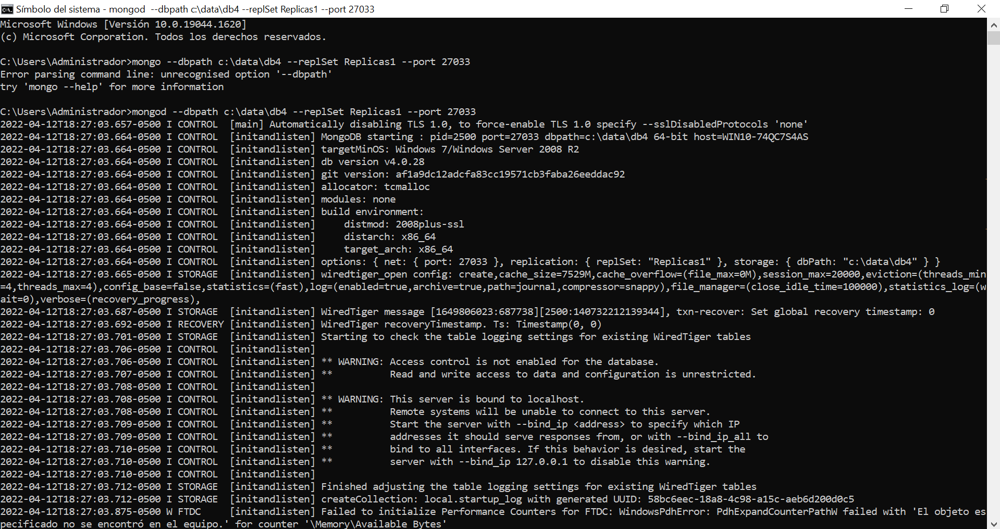 Símbolo del sistema - mongod  --dbpath c:\data\db4 --replSet Replicas1 --port 27033
Microsoft Windows [Versión 10.0.19044.1620]
(c) Microsoft Corporation. Todos los derechos reservados.
C:\Users\Administrador>mongo --dbpath c:\data\db4 --replSet Replicas1 --port 27033
Error parsing command line: unrecognised option '--dbpath'
try 'mongo --help' for more information
C:\Users\Administrador>mongod --dbpath c:\data\db4 --replSet Replicas1 --port 27033
2022-04-12T18:27:03.657-0500 I CONTROL  [main] Automatically disabling TLS 1.0, to force-enable TLS 1.0 specify --sslDisabledProtocols 'none'
2022-04-12T18:27:03.664-0500 I CONTROL  [initandlisten] MongoDB starting : pid=2500 port=27033 dbpath=c:\data\db4 64-bit host=WIN10-74QC7S4AS
2022-04-12T18:27:03.664-0500 I CONTROL  [initandlisten] targetMinOS: Windows 7/Windows Server 2008 R2
2022-04-12T18:27:03.664-0500 I CONTROL  [initandlisten] db version v4.0.28
2022-04-12T18:27:03.664-0500 I CONTROL  [initandlisten] git version: af1a9dc12adcfa83cc19571cb3faba26eeddac92
2022-04-12T18:27:03.664-0500 I CONTROL  [initandlisten] allocator: tcmalloc
2022-04-12T18:27:03.664-0500 I CONTROL  [initandlisten] modules: none
2022-04-12T18:27:03.664-0500 I CONTROL  [initandlisten] build environment:
2022-04-12T18:27:03.664-0500 I CONTROL  [initandlisten]     distmod: 2008plus-ssl
2022-04-12T18:27:03.664-0500 I CONTROL  [initandlisten]     distarch: x86_64
2022-04-12T18:27:03.664-0500 I CONTROL  [initandlisten]     target_arch: x86_64
2022-04-12T18:27:03.664-0500 I CONTROL  [initandlisten] options: { net: { port: 27033 }, replication: { replSet: "Replicas1" }, storage: { dbPath: "c:\data\db4" } }
2022-04-12T18:27:03.665-0500 I STORAGE  [initandlisten] wiredtiger_open config: create,cache_size=7529M,cache_overflow=(file_max=0M),session_max=20000,eviction=(threads_min
=4,threads_max=4),config_base=false,statistics=(fast),log=(enabled=true,archive=true,path=journal,compressor=snappy),file_manager=(close_idle_time=100000),statistics_log=(w
ait=0),verbose=(recovery_progress),
2022-04-12T18:27:03.687-0500 I STORAGE  [initandlisten] WiredTiger message [1649806023:687738][2500:140732212139344], txn-recover: Set global recovery timestamp: 0
2022-04-12T18:27:03.692-0500 I RECOVERY [initandlisten] WiredTiger recoveryTimestamp. Ts: Timestamp(0, 0)
2022-04-12T18:27:03.701-0500 I STORAGE  [initandlisten] Starting to check the table logging settings for existing WiredTiger tables
2022-04-12T18:27:03.706-0500 I CONTROL  [initandlisten]
2022-04-12T18:27:03.706-0500 I CONTROL  [initandlisten] ** WARNING: Access control is not enabled for the database.
2022-04-12T18:27:03.707-0500 I CONTROL  [initandlisten] **          Read and write access to data and configuration is unrestricted.
2022-04-12T18:27:03.708-0500 I CONTROL  [initandlisten]
2022-04-12T18:27:03.708-0500 I CONTROL  [initandlisten] ** WARNING: This server is bound to localhost.
2022-04-12T18:27:03.708-0500 I CONTROL  [initandlisten] **          Remote systems will be unable to connect to this server.
2022-04-12T18:27:03.709-0500 I CONTROL  [initandlisten] **          Start the server with --bind_ip <address> to specify which IP
2022-04-12T18:27:03.709-0500 I CONTROL  [initandlisten] **          addresses it should serve responses from, or with --bind_ip_all to
2022-04-12T18:27:03.710-0500 I CONTROL  [initandlisten] **          bind to all interfaces. If this behavior is desired, start the
2022-04-12T18:27:03.710-0500 I CONTROL  [initandlisten] **          server with --bind_ip 127.0.0.1 to disable this warning.
2022-04-12T18:27:03.710-0500 I CONTROL  [initandlisten]
2022-04-12T18:27:03.712-0500 I STORAGE  [initandlisten] Finished adjusting the table logging settings for existing WiredTiger tables
2022-04-12T18:27:03.712-0500 I STORAGE  [initandlisten] createCollection: local.startup_log with generated UUID: 58bc6eec-18a8-4c98-a15c-aeb6d200d0c5
2022-04-12T18:27:03.875-0500 W FTDC     [initandlisten] Failed to initialize Performance Counters for FTDC: WindowsPdhError: PdhExpandCounterPathW failed with 'El objeto es
pecificado no se encontró en el equipo.' for counter '\Memory\Available Bytes'